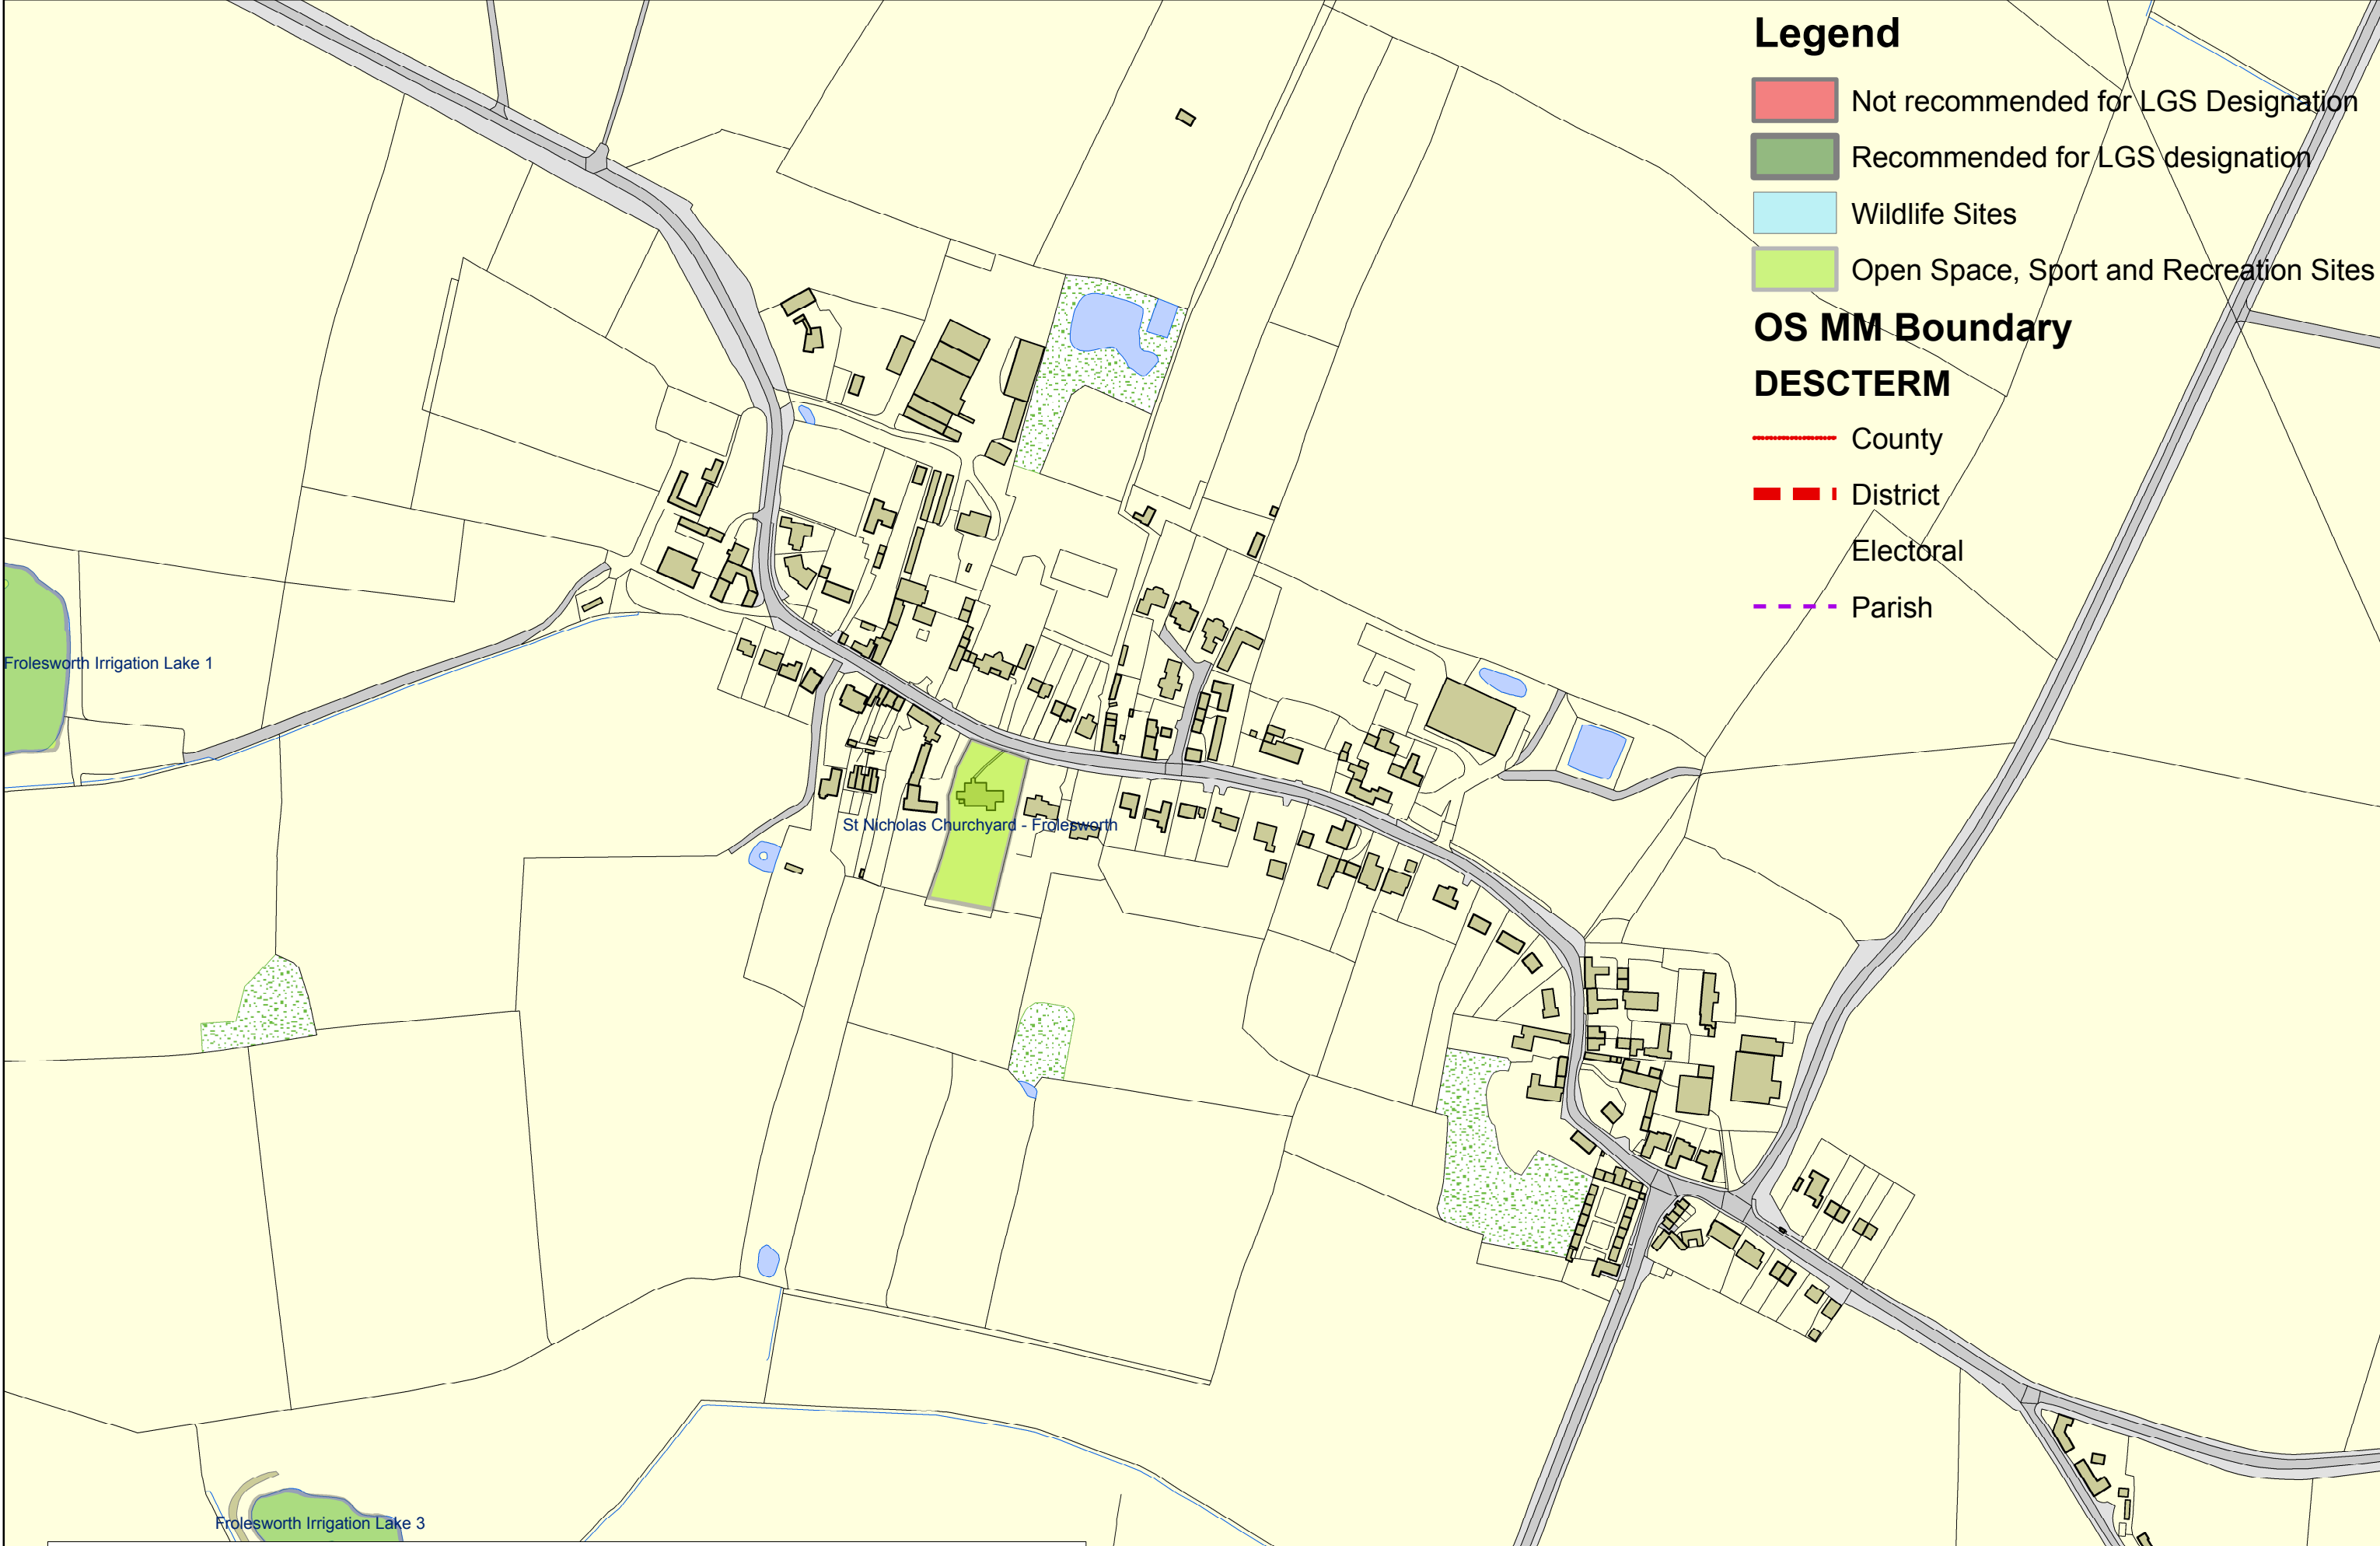 Legend
Not recommended for LGS Designation
Recommended for LGS designation
Wildlife Sites
Open Space, Sport and Recreation Sites
OS MM Boundary
DESCTERM
County
District
Electoral
Parish
Frolesworth Irrigation Lake 1
St Nicholas Churchyard - Frolesworth
Frolesworth Irrigation Lake 3